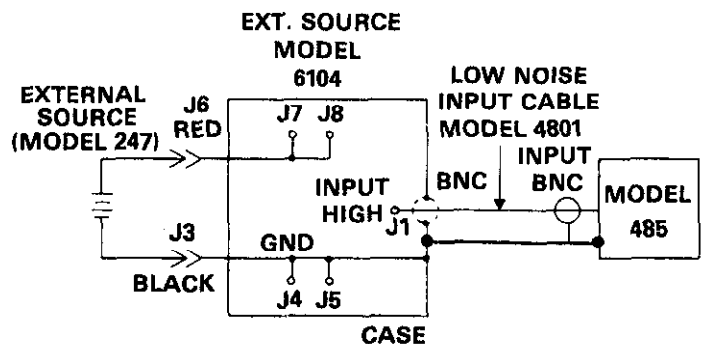 EXT. SOURCE
MODEL
6104
EXTERNAL
SOURCE
(MODEL 247)
J6
RED
J7 J8
LOW NOISE
INPUT CABLE
MODEL 4801
INPUT
BNC
BNC
INPUT
HIGH
J1
MODEL
485
J3
BLACK
GND
J4 J5
CASE